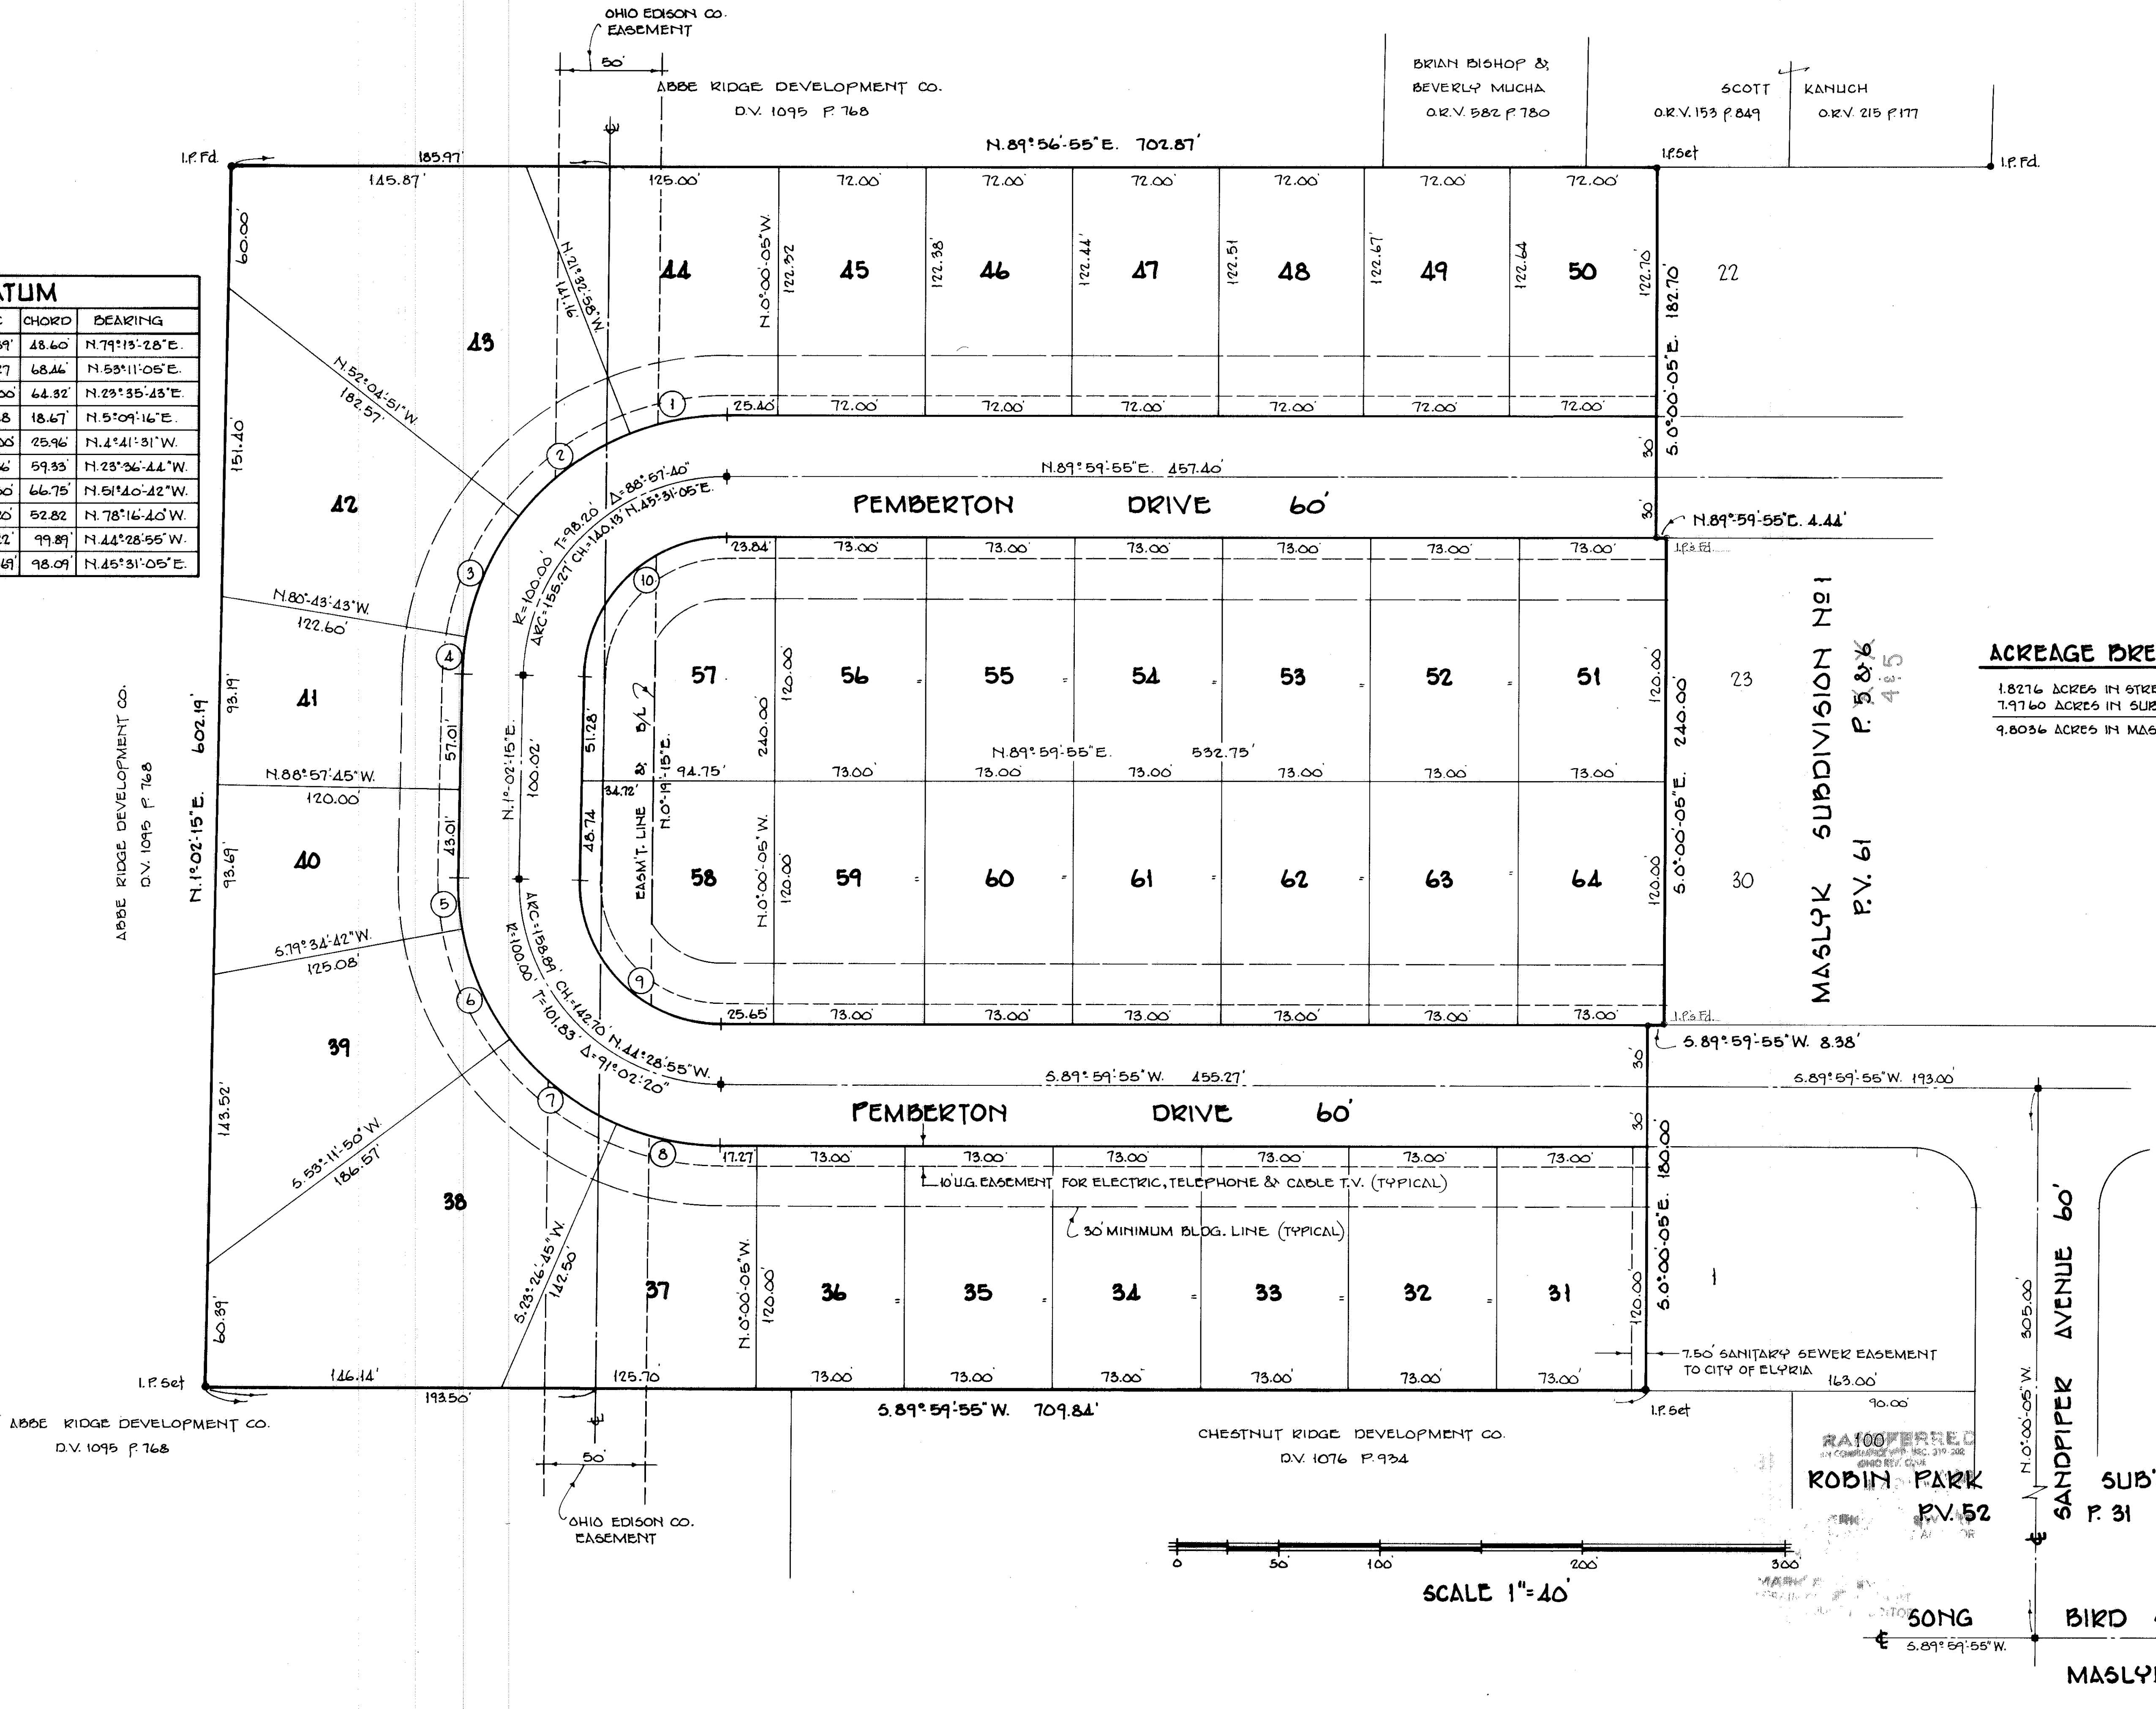 OHIO EDISON CO.
EASEMENT
50'
ABBE RIDGE DEVELOPMENT CO.
D.V. 1095 P. 768
BRIAN BISHOP &
BEVERLY MUCHA
O.R.V. 582 P. 780
SCOTT
O.R.V. 153 P. 849
KANUCH
O.R.V. 215 P. 177
I.P. Fd.
185.97'
N.89°-56'-55"E. 702.87'
I.P. Set
I.P. Fd.
145.87'
125.00'
72.00' 72.00' 72.00' 72.00' 72.00' 72.00'
60.00'
N.21°-32'-58"W.
141.16'
N.0°-00'-05"W.
122.32
122.38'
122.44'
122.51
122.67'
122.64
122.70'
S.0°-00'-05"E. 182.70'
44 45 46 47 48 49 50 22
43
CHORD BEARING
48.60' N.79°-13'-28"E.
68.46' N.53°-11'-05"E.
64.32' N.23°-35'-43"E.
18.67' N.5°-09'-16"E.
25.96' N.4°-41'-31"W.
59.33' N.23°-36'-44"W.
66.75' N.51°-40'-42"W.
52.82 N.78°-16'-40"W.
99.89' N.44°-28'-55"W.
98.09' N.45°-31'-05"E.
N.52°-04'-51"W.
182.57'
151.40'
42
1
25.40' 72.00' 72.00' 72.00' 72.00' 72.00' 72.00'
2
30'
N.89°-59'-55"E. 457.40'
R=100.00' T=98.20' Δ=88°-57'-40"
ARC=155.27' CH.=140.13' N.45°-31'-05"E.
PEMBERTON DRIVE 60'
30'
N.89°-59'-55"E. 4.44'
23.84' 73.00' 73.00' 73.00' 73.00' 73.00' 73.00'
I.P.s Fd.
3
10
N.80°-43'-43"W.
122.60'
4
57 56 55 54 53 52 51 23
120.00'
120.00'
S.0°-00'-05"E. 240.00'
MASLYK SUBDIVISION Nº 1
P.V. 61 P. 5 & 6
4 & 5
ACREAGE BRE
1.8276 ACRES IN STRE
7.9760 ACRES IN SUB
9.8036 ACRES IN MAS
ABBE RIDGE DEVELOPMENT CO.
D.V. 1095 P. 768
N.1°-02'-15"E. 602.19'
93.19'
41
57.01'
N.1°-02'-15"E.
100.02'
51.28'
EASM'T. LINE & B/L
N.0°-19'-15"E.
240.00'
N.89°-59'-55"E. 532.75'
N.88°-57'-45"W.
120.00'
94.75' 73.00' 73.00' 73.00' 73.00' 73.00' 73.00'
34.72'
93.69'
40
43.01'
48.74
N.0°-00'-05"W.
120.00'
58 59 60 61 62 63 64 30
120.00'
5
S.79°-34'-42"W.
125.08'
6
9
ARC=158.89' CH.=142.70' N.44°-28'-55"W.
R=100.00' T=101.83' Δ=91°-02'-20"
25.65' 73.00' 73.00' 73.00' 73.00' 73.00' 73.00'
I.P.s Fd.
39
S.89°-59'-55"W. 8.38'
30'
S.89°-59'-55"W. 455.27'
S.89°-59'-55"W. 193.00'
143.52'
7
PEMBERTON DRIVE 60'
30'
S.53°-11'-50"W.
186.57'
8
17.27' 73.00' 73.00' 73.00' 73.00' 73.00' 73.00'
10' U.G. EASEMENT FOR ELECTRIC, TELEPHONE & CABLE T.V. (TYPICAL)
30' MINIMUM BLDG. LINE (TYPICAL)
S.0°-00'-05"E. 180.00'
38
S.23°-26'-45"W.
142.50'
60.39'
N.0°-00'-05"W.
120.00'
37 36 35 34 33 32 31 1
120.00'
7.50' SANITARY SEWER EASEMENT
TO CITY OF ELYRIA
163.00'
N.0°-00'-05"W. 305.00'
SANDPIPER AVENUE 60'
I.P. Set
146.14'
125.70'
73.00' 73.00' 73.00' 73.00' 73.00' 73.00'
193.50'
S.89°-59'-55"W. 709.84'
I.P. Set
90.00'
ABBE RIDGE DEVELOPMENT CO.
D.V. 1095 P. 768
CHESTNUT RIDGE DEVELOPMENT CO.
D.V. 1076 P. 934
50'
100
ROBIN PARK SUB'
P.V. 52 P. 31
OHIO EDISON CO.
EASEMENT
0 50' 100' 200' 300'
SCALE 1"=40'
SONG BIRD
S.89°-59'-55"W.
MASLY